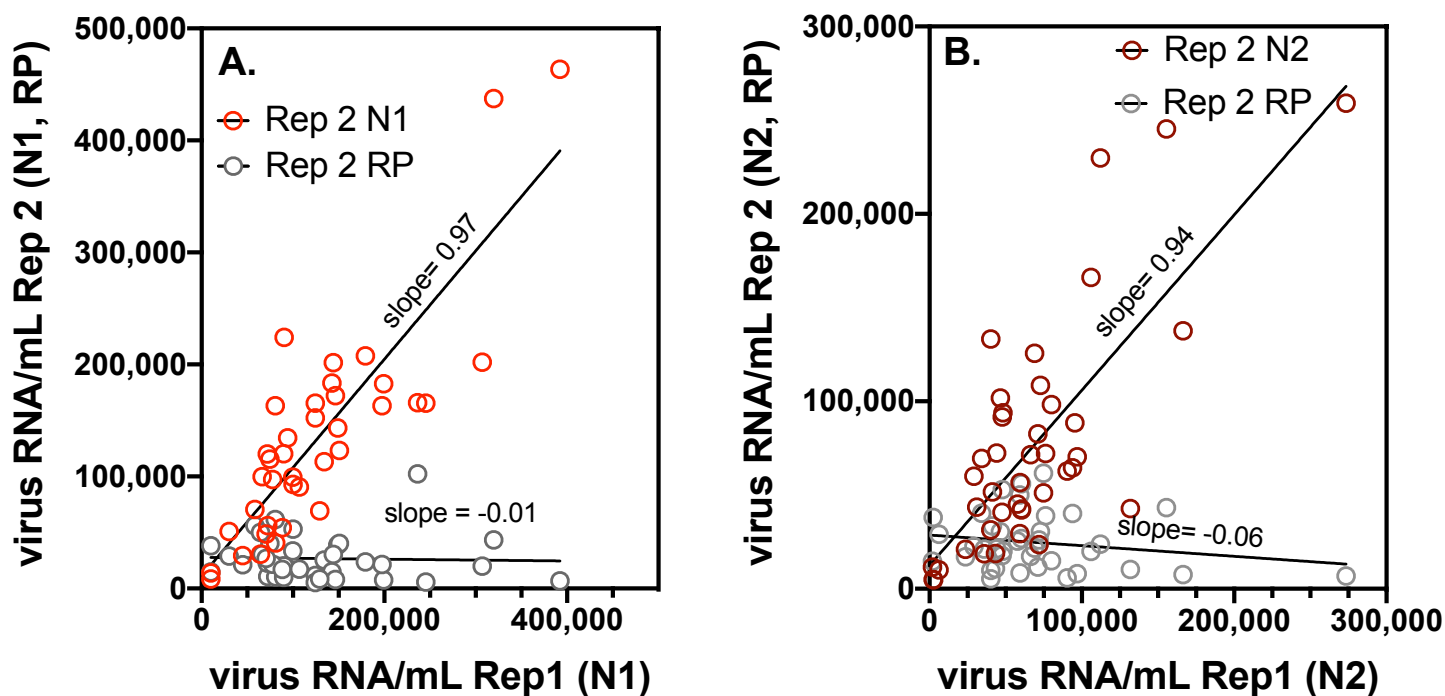 A.
virus RNA/mL Rep 2 (N1, RP)
500,000
400,000
300,000
200,000
100,000
0
Rep 2 N1
Rep 2 RP
slope= 0.97
slope = -0.01
0
200,000
400,000
virus RNA/mL Rep1 (N1)
B.
virus RNA/mL Rep 2 (N2, RP)
300,000
200,000
100,000
0
Rep 2 N2
Rep 2 RP
slope= 0.94
slope= -0.06
0
100,000
200,000
300,000
virus RNA/mL Rep1 (N2)